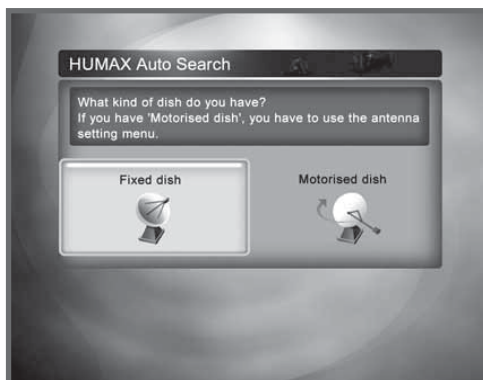 HUMAX Auto Search
What kind of dish do you have?
If you have 'Motorised dish', you have to use the antenna
setting menu.
Fixed dish
Motorised dish